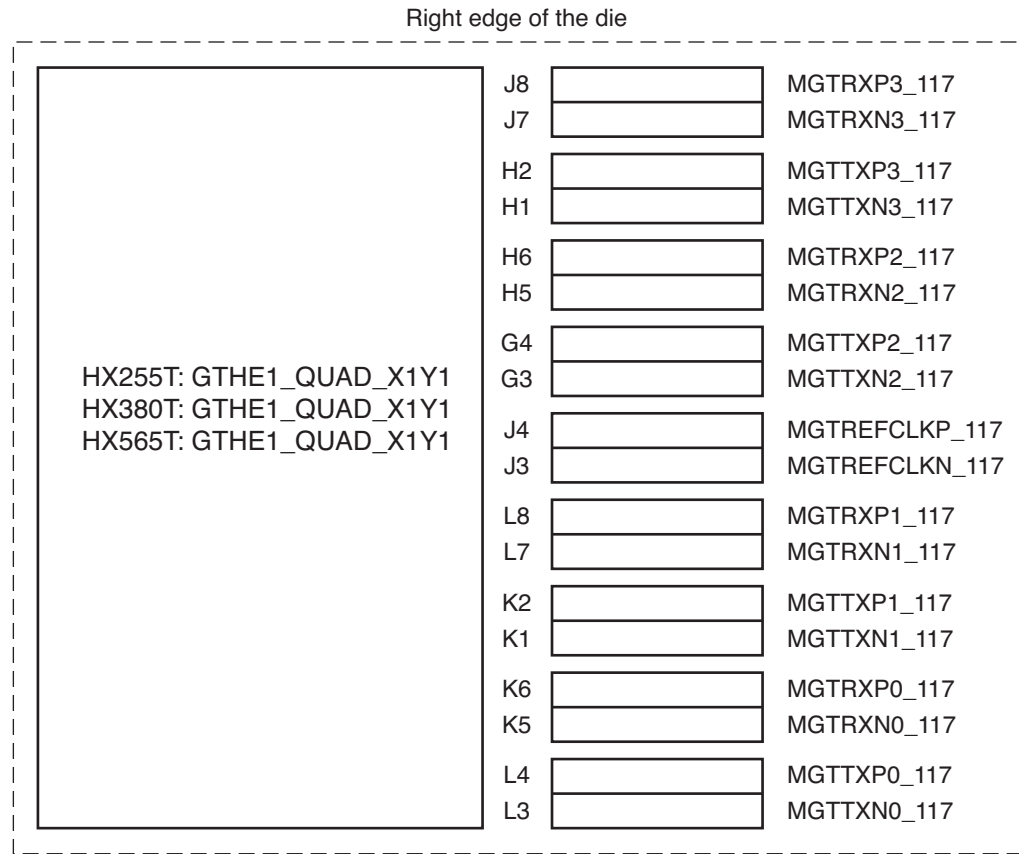 Right edge of the die
J8 MGTRXP3_117
J7 MGTRXN3_117
H2 MGTTXP3_117
H1 MGTTXN3_117
H6 MGTRXP2_117
H5 MGTRXN2_117
G4 MGTTXP2_117
HX255T: GTHE1_QUAD_X1Y1 G3 MGTTXN2_117
HX380T: GTHE1_QUAD_X1Y1
HX565T: GTHE1_QUAD_X1Y1
J4 MGTREFCLKP_117
J3 MGTREFCLKN_117
L8 MGTRXP1_117
L7 MGTRXN1_117
K2 MGTTXP1_117
K1 MGTTXN1_117
K6 MGTRXP0_117
K5 MGTRXN0_117
L4 MGTTXP0_117
L3 MGTTXN0_117